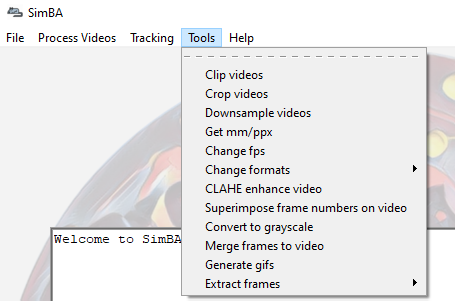 SimBA
File Process Videos Tracking Tools Help
Clip videos
Crop videos
Downsample videos
Get mm/ppx
Change fps
Change formats
CLAHE enhance video
Superimpose frame numbers on video
Convert to grayscale
Merge frames to video
Generate gifs
Extract frames
Welcome to SimBA